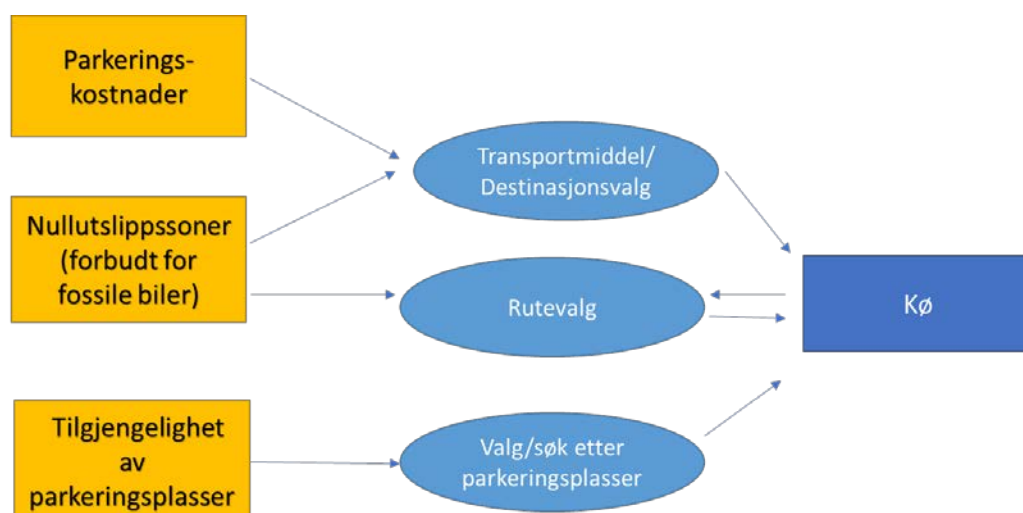 Parkerings-
kostnader
Transportmiddel/
Destinasjonsvalg
Nullutslippssoner
(forbudt for
fossile biler)
Rutevalg
Kø
Tilgjengelighet
av
parkeringsplasser
Valg/søk etter
parkeringsplasser